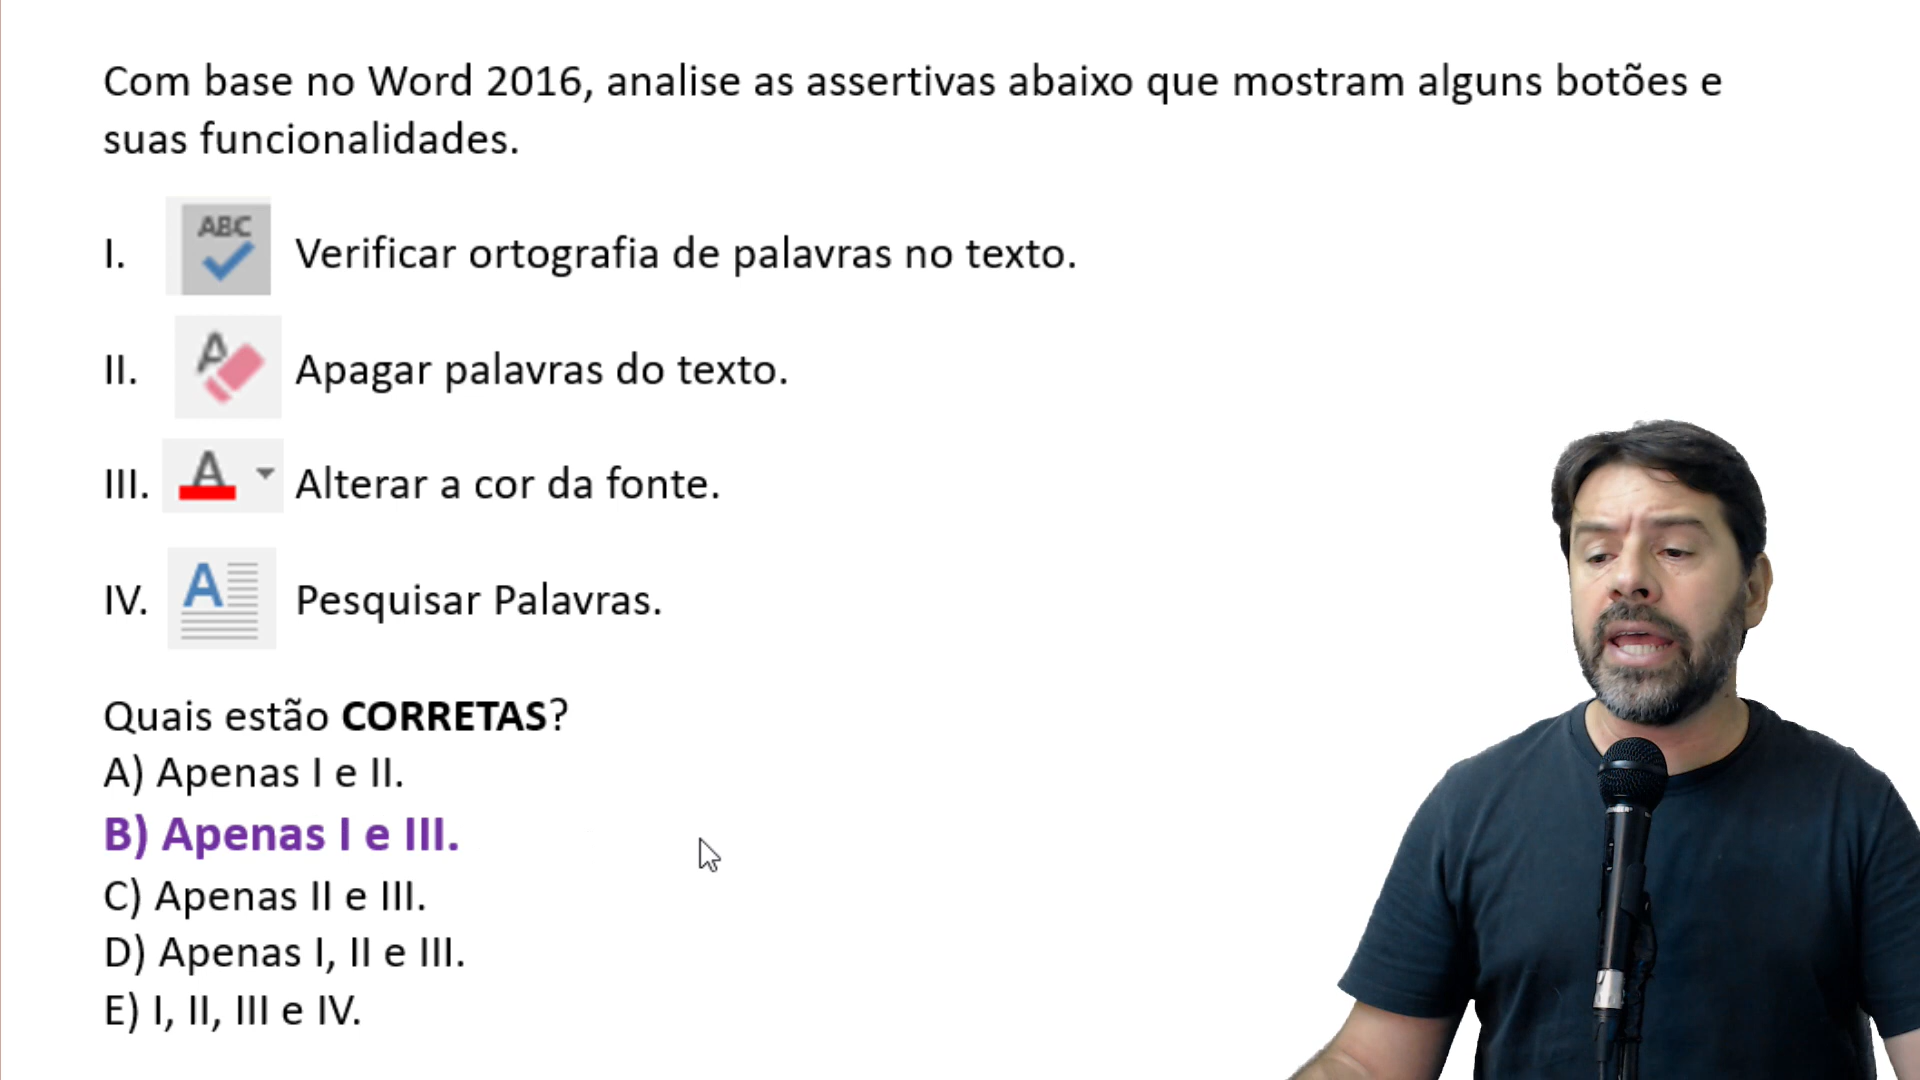 Com base no Word 2016, analise as assertivas abaixo que mostram alguns botões e
suas funcionalidades.
I. ABC Verificar ortografia de palavras no texto.
II. A Apagar palavras do texto.
III. A Alterar a cor da fonte.
IV. A Pesquisar Palavras.
Quais estão CORRETAS?
A) Apenas I e II.
B) Apenas I e III.
C) Apenas II e III.
D) Apenas I, II e III.
E) I, II, III e IV.